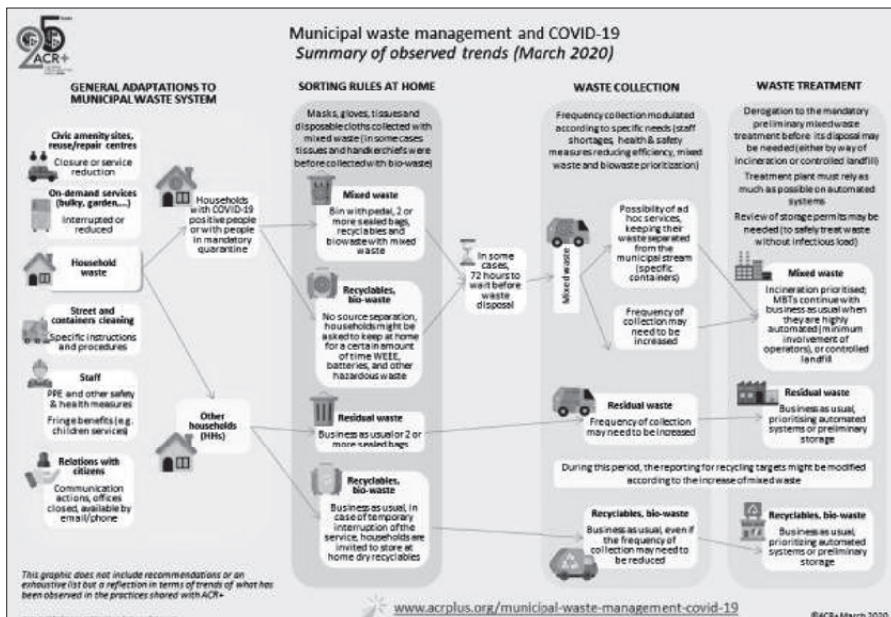 25 YEARS
ACR+
Municipal waste management and COVID-19
Summary of observed trends (March 2020)
GENERAL ADAPTATIONS TO
MUNICIPAL WASTE SYSTEM
Civic amenity sites,
reuse/repair centres
Closure or service
reduction
On-demand services
(bulky, garden,...)
Interrupted or
reduced
Household
waste
Street and
containers cleaning
Specific instructions
and procedures
Staff
PPE and other safety
& health measures
Fringe benefits (e.g.
children services)
Relations with
citizens
Communication
actions, offices
closed, available by
email/phone
Households
with COVID-19
positive people
or with people
in mandatory
quarantine
Other
households
(HHs)
SORTING RULES AT HOME
Masks, gloves, tissues and
disposable cloths collected
with mixed waste (in some cases
tissues and handkerchiefs were
before collected with bio-waste)
Mixed waste
Bin with pedal, 2 or
more sealed bags,
recyclables and
biowaste with mixed
waste
Recyclables,
bio-waste
No source separation,
households might be
asked to keep at home
for a certain amount
of time WEEE,
batteries, and other
hazardous waste
Residual waste
Business as usual or 2 or
more sealed bags
Recyclables,
bio-waste
Business as usual, in
case of temporary
interruption of the
service, households are
invited to store at
home dry recyclables
In some
cases,
72 hours to
wait before
waste
disposal
WASTE COLLECTION
Frequency collection modulated
according to specific needs (staff
shortages, health & safety
measures reducing efficiency, mixed
waste and biowaste prioritization)
Mixed waste
Possibility of ad
hoc services,
keeping their
waste separated
from the
municipal stream
(specific
containers)
Frequency of
collection may
need to be
increased
Residual waste
Frequency of collection
may need to be increased
During this period, the reporting for recycling targets might be modified
according to the increase of mixed waste
Recyclables, bio-waste
Business as usual, even if
the frequency of
collection may need to
be reduced
WASTE TREATMENT
Derogation to the mandatory
preliminary mixed waste
treatment before its disposal may
be needed (either by way of
incineration or controlled landfill)
Treatment plant must rely as
much as possible on automated
systems
Review of storage permits may be
needed (to safely treat waste
without infectious load)
Mixed waste
Incineration prioritised;
MBTs continue with
business as usual when
they are highly
automated (minimum
involvement of
operators), or controlled
landfill
Residual waste
Business as usual,
prioritising automated
systems or preliminary
storage
Recyclables, bio-waste
Business as usual,
prioritizing automated
systems or preliminary
storage
This graphic does not include recommendations or an
exhaustive list but a reflection in terms of trends of what has
been observed in the practices shared with ACR+
www.acrplus.org/municipal-waste-management-covid-19
©ACR+ March 2020